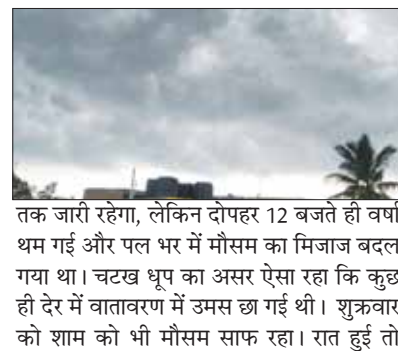 तक जारी रहेगा, लेकिन दोपहर 12 बजते ही वर्षा
थम गई और पल भर में मौसम का मिजाज बदल
गया था। चटख धूप का असर ऐसा रहा कि कुछ
ही देर में वातावरण में उमस छा गई थी। शुक्रवार
को शाम को भी मौसम साफ रहा। रात हुई तो